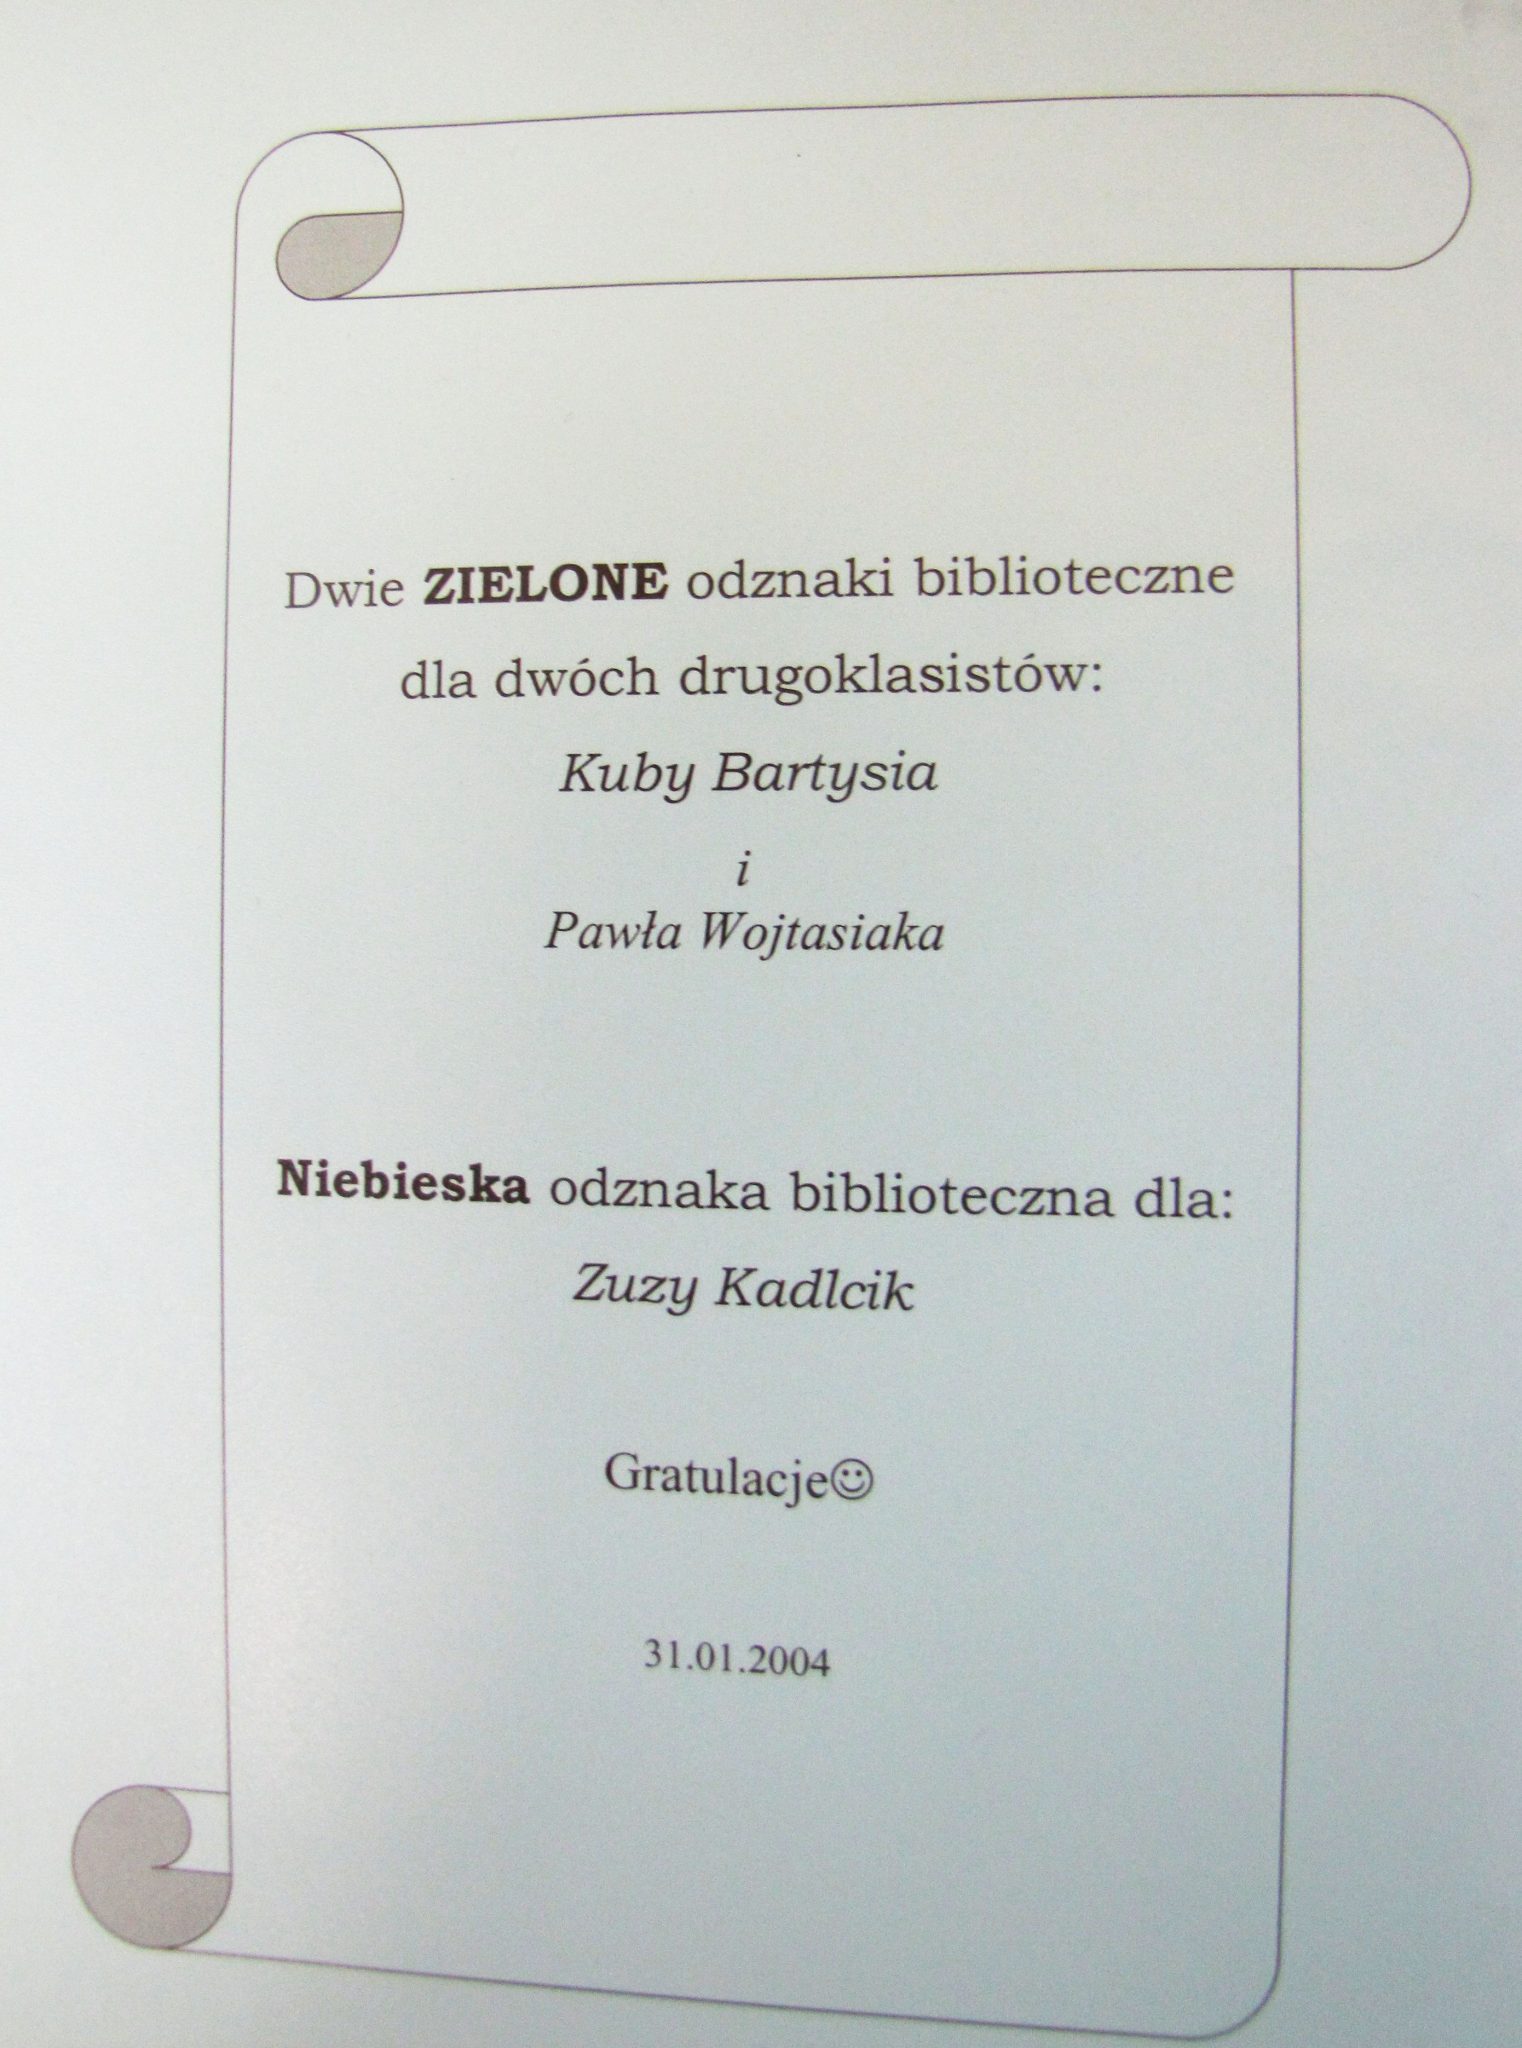 Dwie ZIELONE odznaki biblioteczne
dla dwóch drugoklasistów:
Kuby Bartysia
i
Pawła Wojtasiaka
Niebieska odznaka biblioteczna dla:
Zuzy Kadlcik
Gratulacje☺
31.01.2004